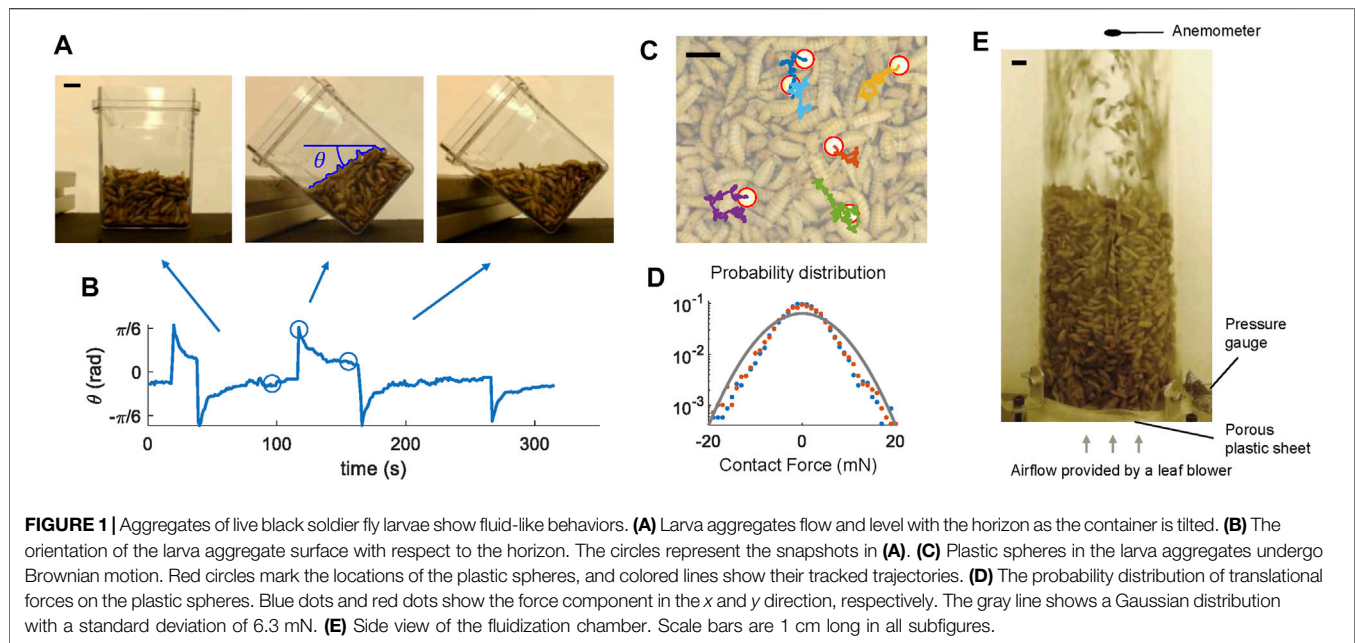 A
θ
B
π/6
0
-π/6
θ (rad)
0
100
200
300
time (s)
C
Probability distribution
D
10-1
10-2
10-3
-20
0
20
Contact Force (mN)
E
Anemometer
Pressure
gauge
Porous
plastic sheet
Airflow provided by a leaf blower
FIGURE 1 | Aggregates of live black soldier fly larvae show fluid-like behaviors. (A) Larva aggregates flow and level with the horizon as the container is tilted. (B) The
orientation of the larva aggregate surface with respect to the horizon. The circles represent the snapshots in (A). (C) Plastic spheres in the larva aggregates undergo
Brownian motion. Red circles mark the locations of the plastic spheres, and colored lines show their tracked trajectories. (D) The probability distribution of translational
forces on the plastic spheres. Blue dots and red dots show the force component in the x and y direction, respectively. The gray line shows a Gaussian distribution
with a standard deviation of 6.3 mN. (E) Side view of the fluidization chamber. Scale bars are 1 cm long in all subfigures.